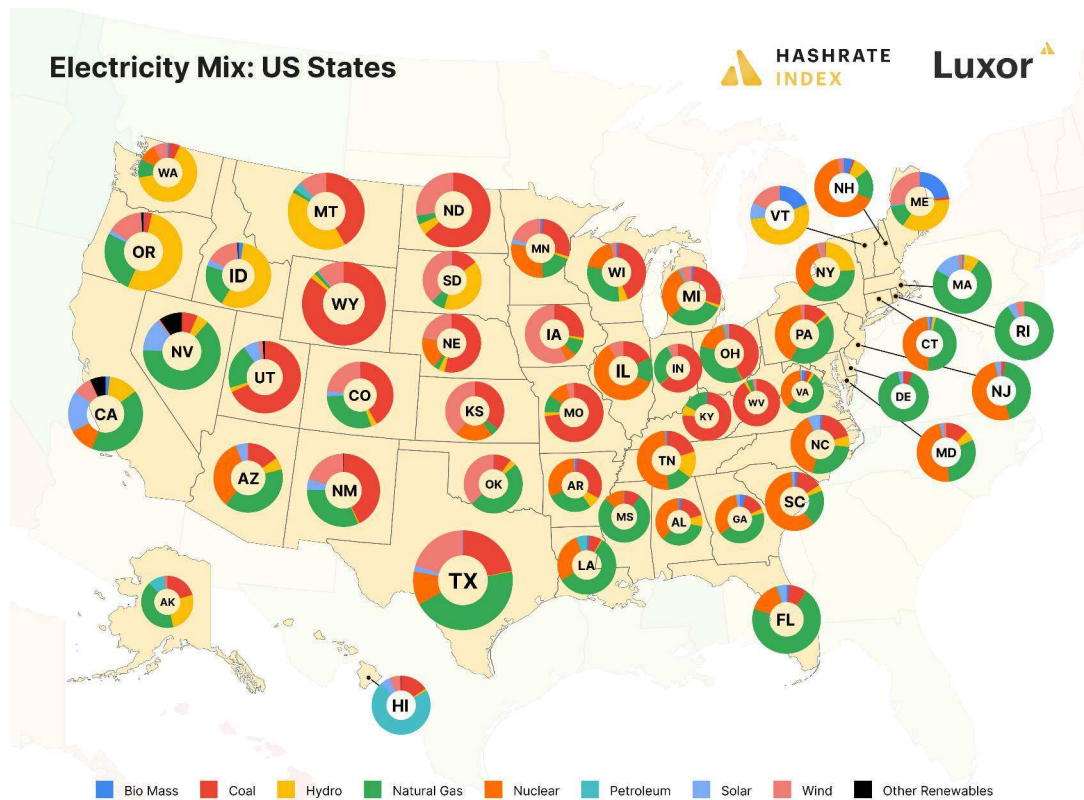 Electricity Mix: US States
HASHRATE
INDEX
Luxor
WA
MT
ND
MN
VT
NH
ME
OR
ID
WY
SD
WI
MI
NY
MA
NV
UT
CO
NE
IA
IL
IN
OH
PA
CT
RI
CA
KS
MO
KY
WV
VA
DE
NJ
AZ
NM
OK
AR
TN
NC
MD
MS
AL
GA
SC
TX
LA
FL
AK
HI
Bio Mass Coal Hydro Natural Gas Nuclear Petroleum Solar Wind Other Renewables